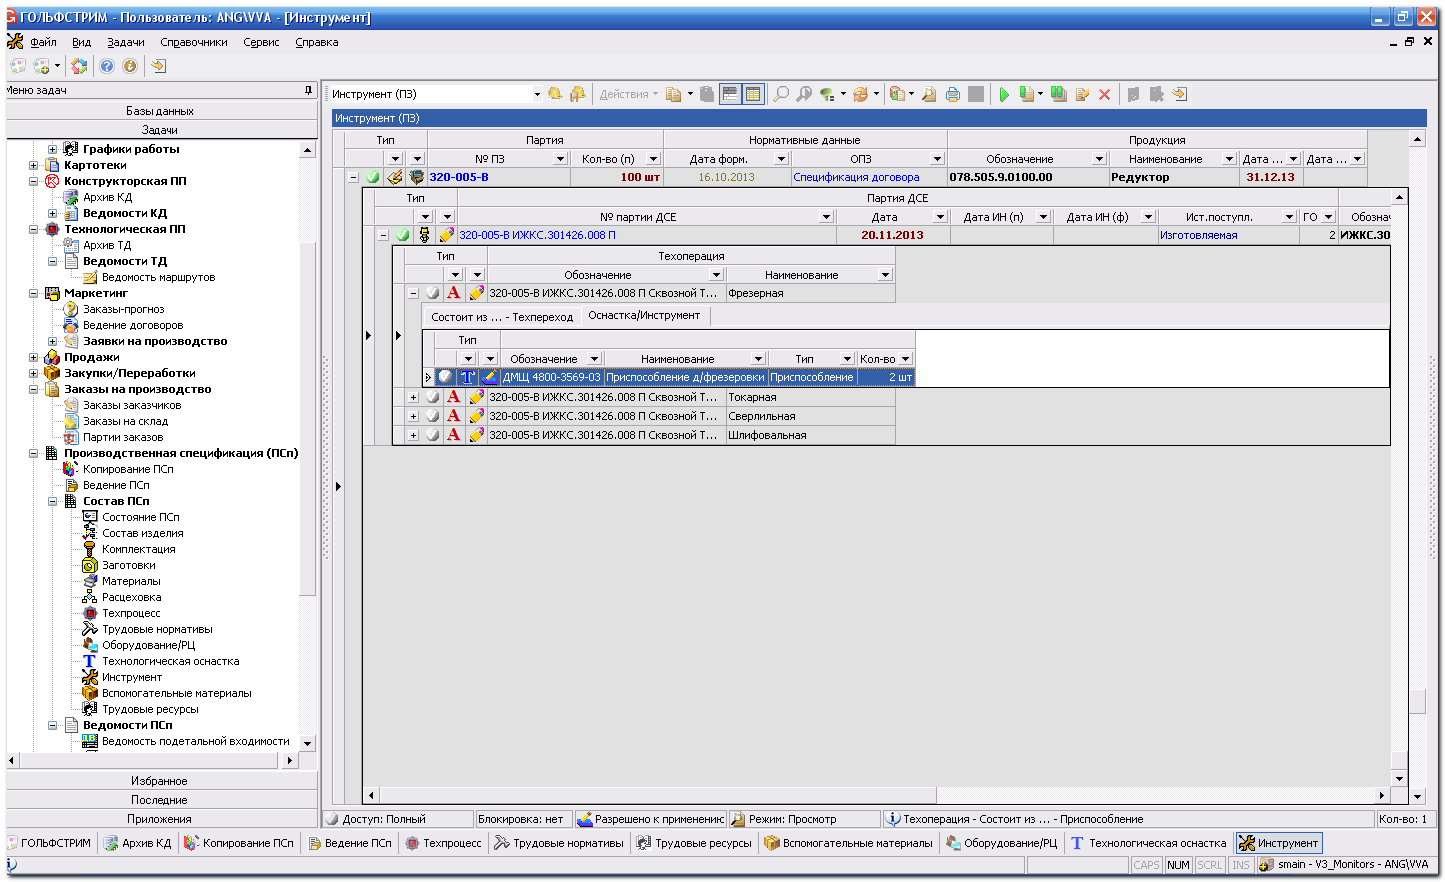 ГОЛЬФСТРИМ - Пользователь: ANG\VVA - [Инструмент]
Файл Вид Задачи Справочники Сервис Справка
Меню задач
Базы данных
Задачи
Графики работы
Картотеки
Конструкторская ПП
Архив КД
Ведомости КД
Технологическая ПП
Архив ТД
Ведомости ТД
Ведомость маршрутов
Маркетинг
Заказы-прогноз
Ведение договоров
Заявки на производство
Продажи
Закупки/Переработки
Заказы на производство
Заказы заказчиков
Заказы на склад
Партии заказов
Производственная спецификация (ПСп)
Копирование ПСп
Ведение ПСп
Состав ПСп
Состояние ПСп
Состав изделия
Комплектация
Заготовки
Материалы
Расцеховка
Техпроцесс
Трудовые нормативы
Оборудование/РЦ
Технологическая оснастка
Инструмент
Вспомогательные материалы
Трудовые ресурсы
Ведомости ПСп
Ведомость подетальной входимости
Избранное
Последние
Приложения
Инструмент (ПЗ) Действия
Инструмент (ПЗ)
Тип Партия Нормативные данные Продукция
№ ПЗ Кол-во (п) Дата форм. ОПЗ Обозначение Наименование Дата ... Дата ...
320-005-В 100 шт 16.10.2013 Спецификация договора 078.505.9.0100.00 Редуктор 31.12.13
Тип Партия ДСЕ
№ партии ДСЕ Дата Дата ИН (п) Дата ИН (ф) Ист.поступл. ГО Обознач
320-005-В ИЖКС.301426.008 П 20.11.2013 Изготовляемая 2 ИЖКС.30
Тип Техоперация
Обозначение Наименование
320-005-В ИЖКС.301426.008 П Сквозной Т... Фрезерная
Состоит из ... - Техпереход Оснастка/Инструмент
Тип
Обозначение Наименование Тип Кол-во
T ДМЩ 4800-3569-03 Приспособление д/фрезеровки Приспособление 2 шт
А 320-005-В ИЖКС.301426.008 П Сквозной Т... Токарная
А 320-005-В ИЖКС.301426.008 П Сквозной Т... Сверлильная
А 320-005-В ИЖКС.301426.008 П Сквозной Т... Шлифовальная
Доступ: Полный Блокировка: нет Разрешено к применению Режим: Просмотр Техоперация - Состоит из ... - Приспособление Кол-во: 1
ГОЛЬФСТРИМ Архив КД Копирование ПСп Ведение ПСп Техпроцесс Трудовые нормативы Трудовые ресурсы Вспомогательные материалы Оборудование/РЦ Технологическая оснастка Инструмент
CAPS NUM SCRL INS smain - V3_Monitors - ANG\VVA